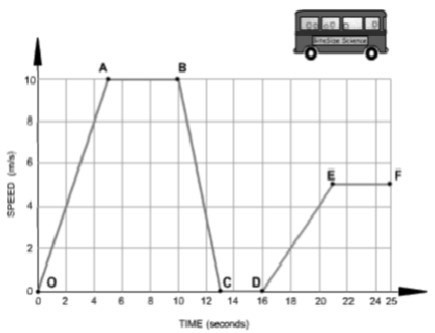 BiteSize Science
A
B
10
8
6
E
F
4
SPEED (m/s)
2
O
C
D
0
0 2 4 6 8 10 12 14 16 18 20 22 24 25
TIME (seconds)